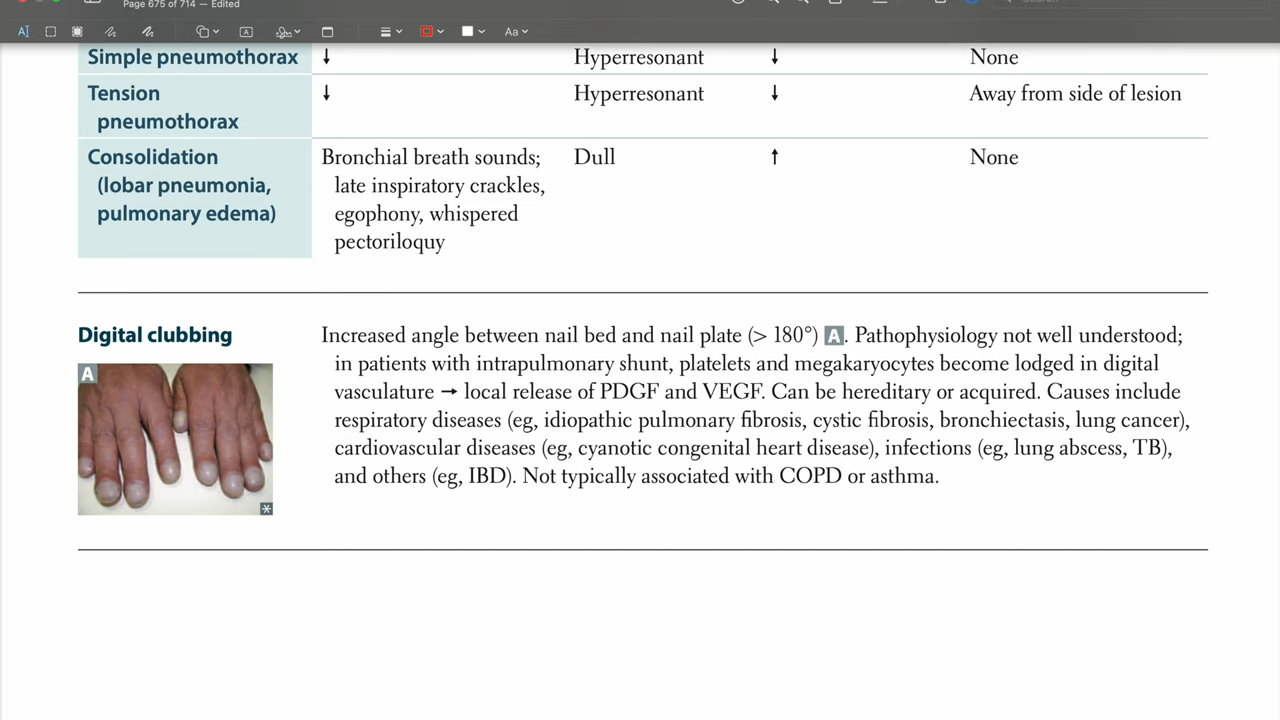 Page 675 of 714 — Edited
Aa
Simple pneumothorax ↓ Hyperresonant ↓ None
Tension ↓ Hyperresonant ↓ Away from side of lesion
pneumothorax
Consolidation Bronchial breath sounds; Dull ↑ None
(lobar pneumonia, late inspiratory crackles,
pulmonary edema) egophony, whispered
pectoriloquy
Digital clubbing
Increased angle between nail bed and nail plate (> 180°) A. Pathophysiology not well understood;
in patients with intrapulmonary shunt, platelets and megakaryocytes become lodged in digital
vasculature → local release of PDGF and VEGF. Can be hereditary or acquired. Causes include
respiratory diseases (eg, idiopathic pulmonary fibrosis, cystic fibrosis, bronchiectasis, lung cancer),
cardiovascular diseases (eg, cyanotic congenital heart disease), infections (eg, lung abscess, TB),
and others (eg, IBD). Not typically associated with COPD or asthma.
A